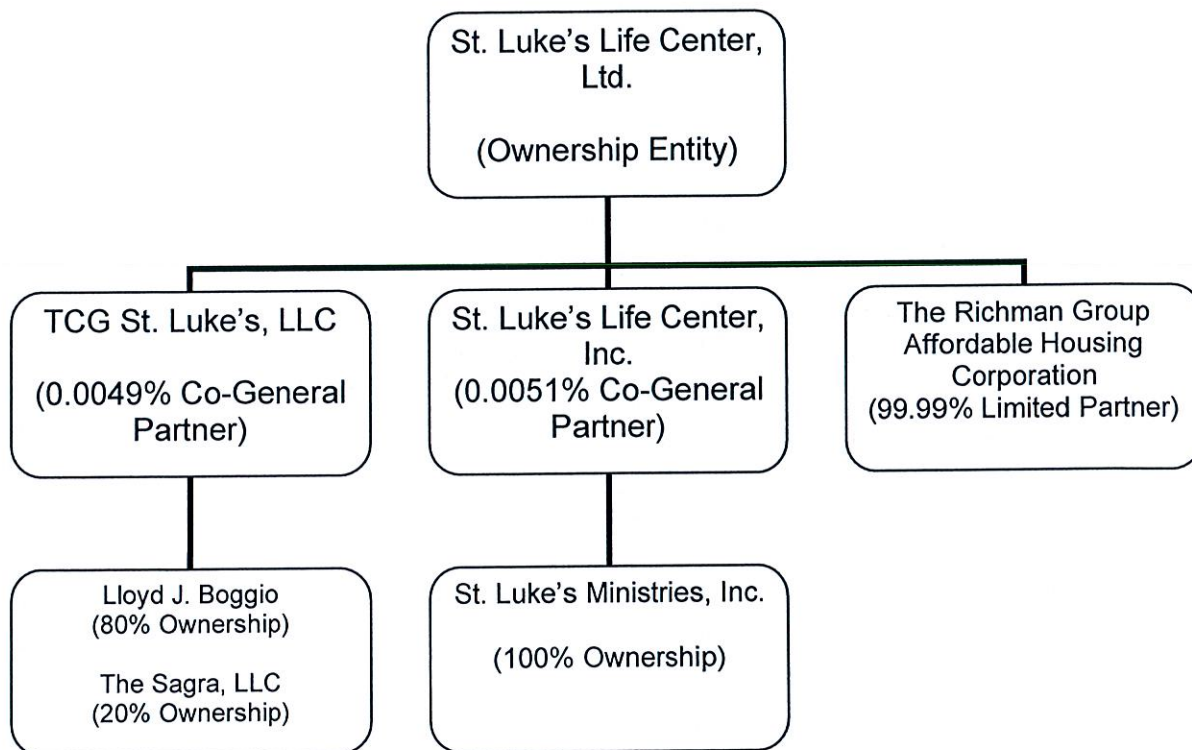 St. Luke's Life Center,
Ltd.
(Ownership Entity)
TCG St. Luke's, LLC
(0.0049% Co-General
Partner)
St. Luke's Life Center,
Inc.
(0.0051% Co-General
Partner)
The Richman Group
Affordable Housing
Corporation
(99.99% Limited Partner)
Lloyd J. Boggio
(80% Ownership)
The Sagra, LLC
(20% Ownership)
St. Luke's Ministries, Inc.
(100% Ownership)